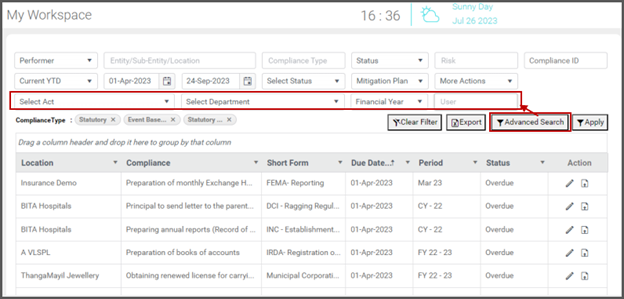 My Workspace
16 : 36
Sunny Day
Jul 26 2023
Performer Entity/Sub-Entity/Location Compliance Type Status Risk Compliance ID
Current YTD 01-Apr-2023 24-Sep-2023 Select Status Mitigation Plan More Actions
Select Act Select Department Financial Year User
ComplianceType : Statutory × Event Base... × Statutory ... × Clear Filter Export Advanced Search Apply
Drag a column header and drop it here to group by that column
Location Compliance Short Form Due Date... Period Status Action
Insurance Demo Preparation of monthly Exchange H... FEMA- Reporting 01-Apr-2023 Mar 23 Overdue
BITA Hospitals Principal to send letter to the parent... DCI - Ragging Regul... 01-Apr-2023 CY - 22 Overdue
BITA Hospitals Preparing annual reports (Record of ... INC - Establishment... 01-Apr-2023 CY - 22 Overdue
A VLSPL Preparation of books of accounts IRDA- Registration o... 01-Apr-2023 FY 22 - 23 Overdue
ThangaMayil Jewellery Obtaining renewed license for carryi... Municipal Corporati... 01-Apr-2023 FY 22 - 23 Overdue